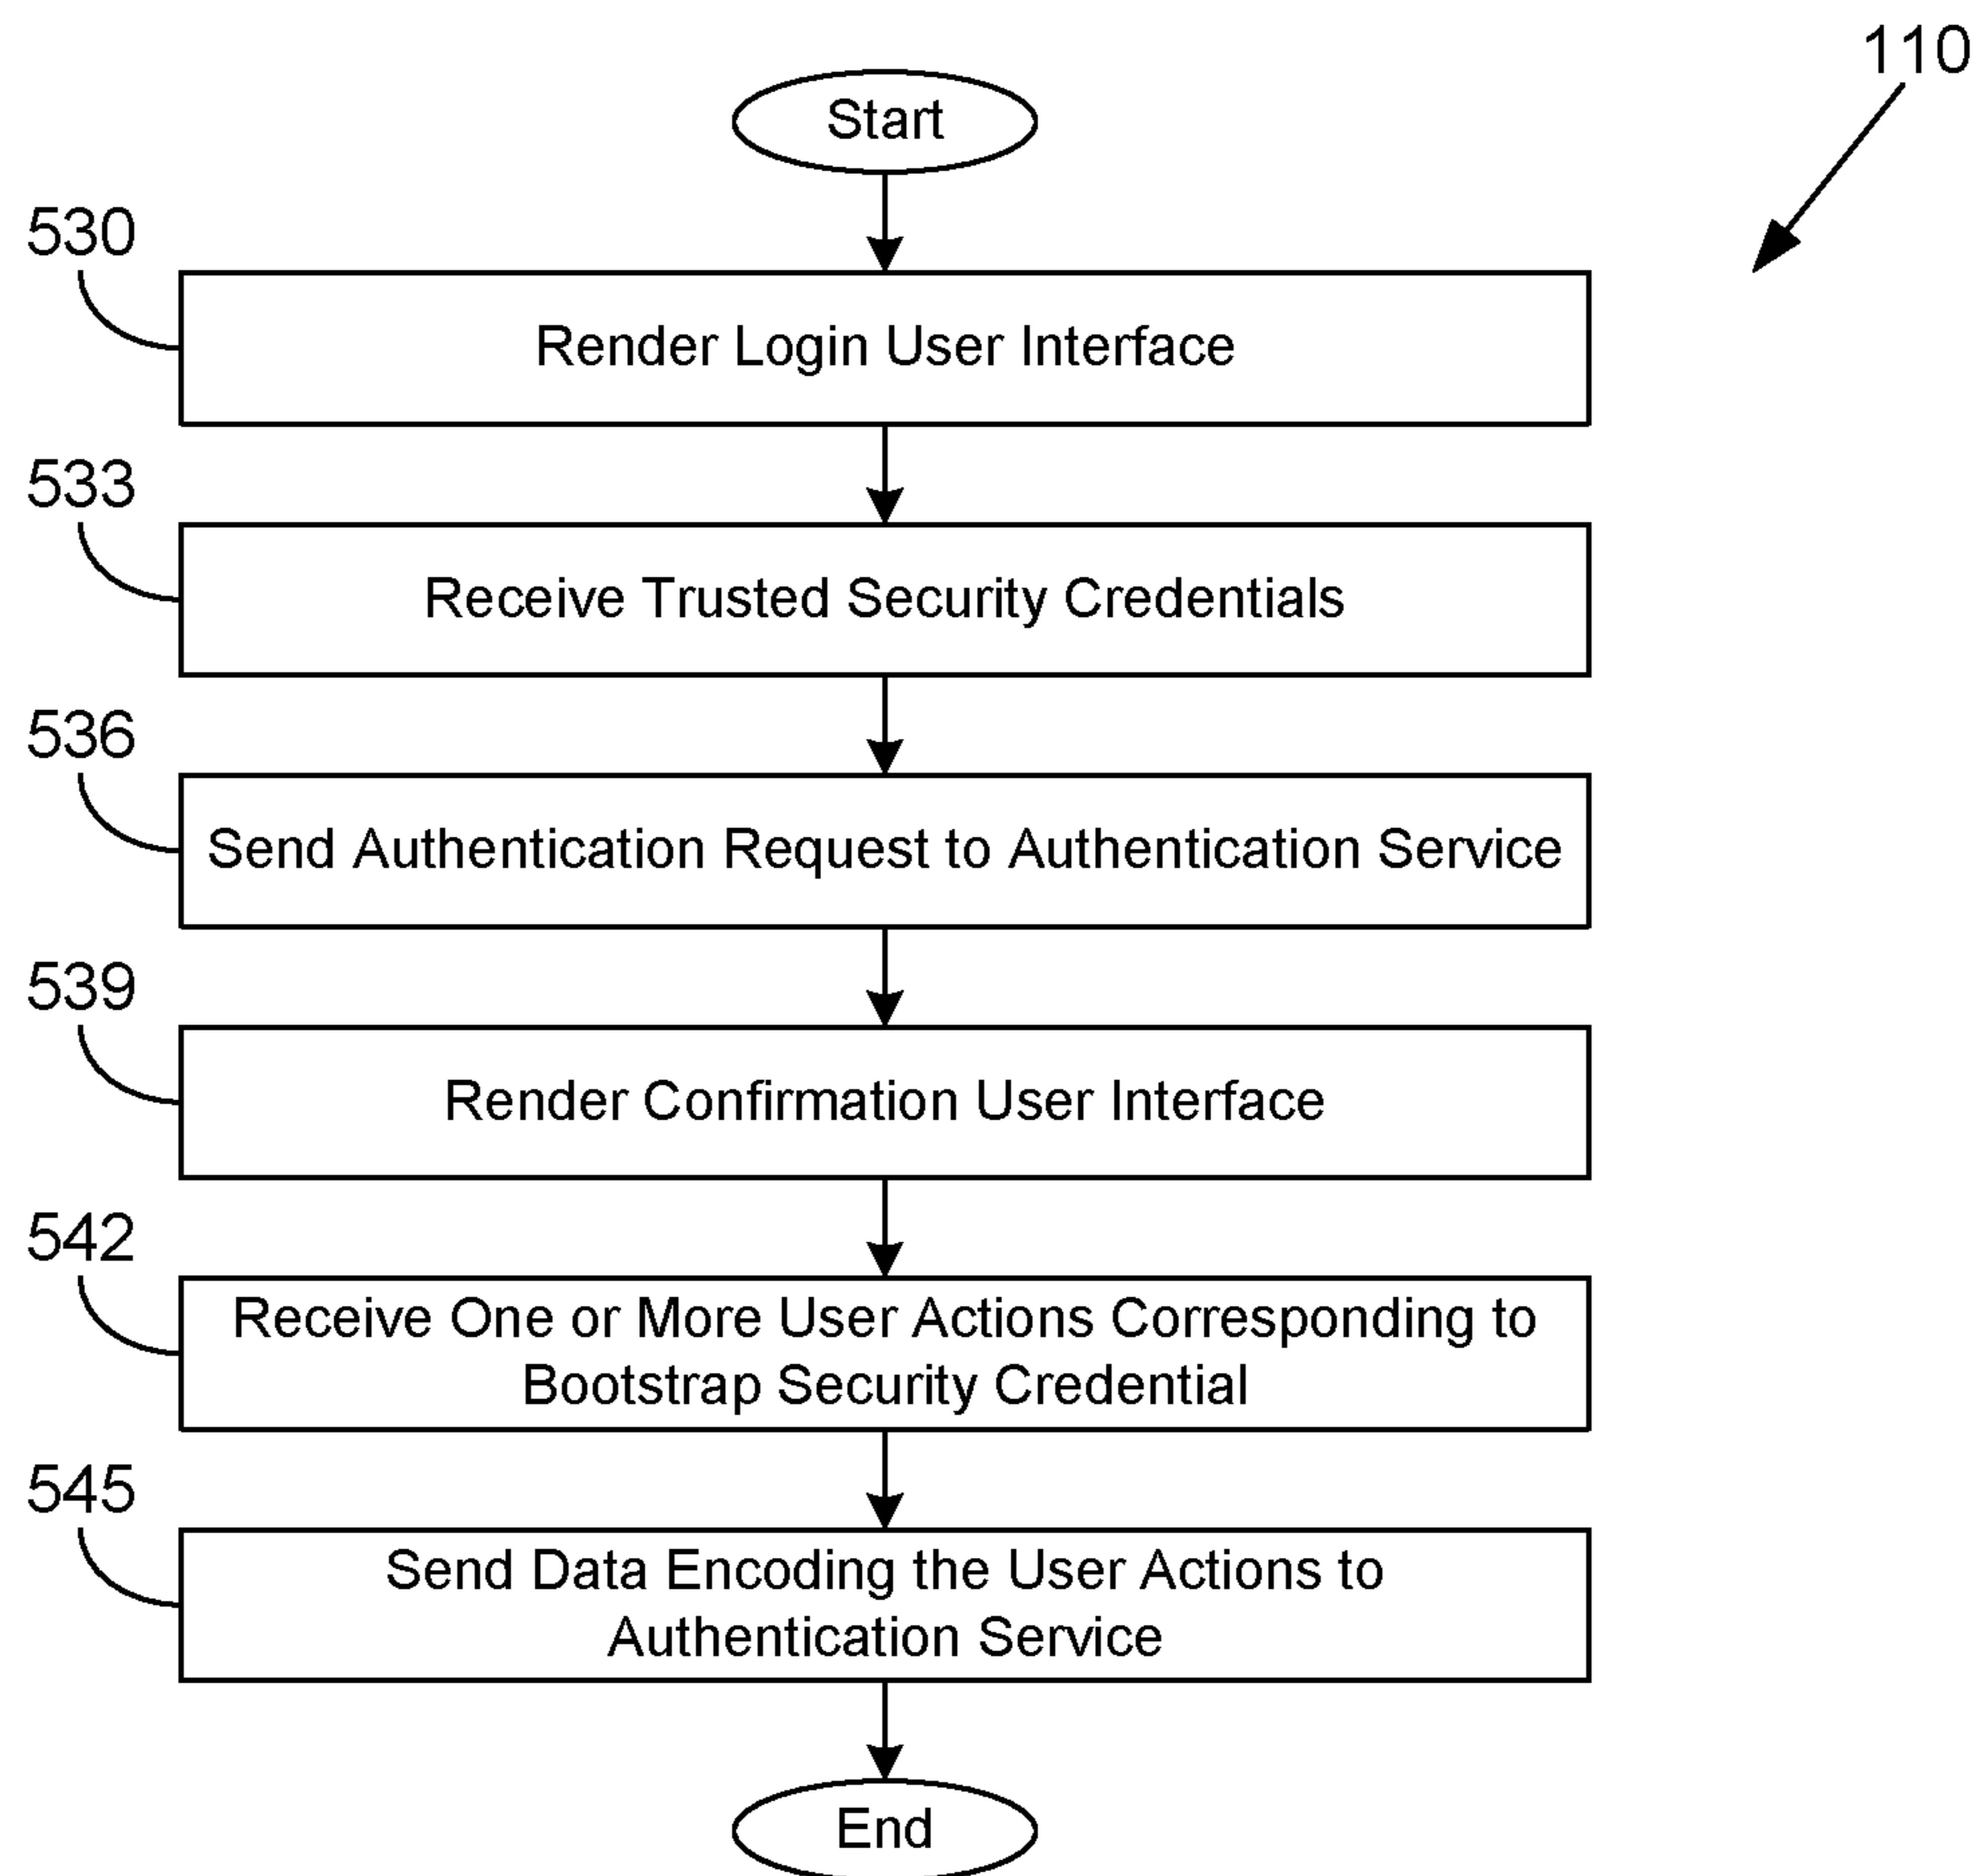 110
Start
530
Render Login User Interface
533
Receive Trusted Security Credentials
536
Send Authentication Request to Authentication Service
539
Render Confirmation User Interface
542
Receive One or More User Actions Corresponding to
Bootstrap Security Credential
545
Send Data Encoding the User Actions to
Authentication Service
End